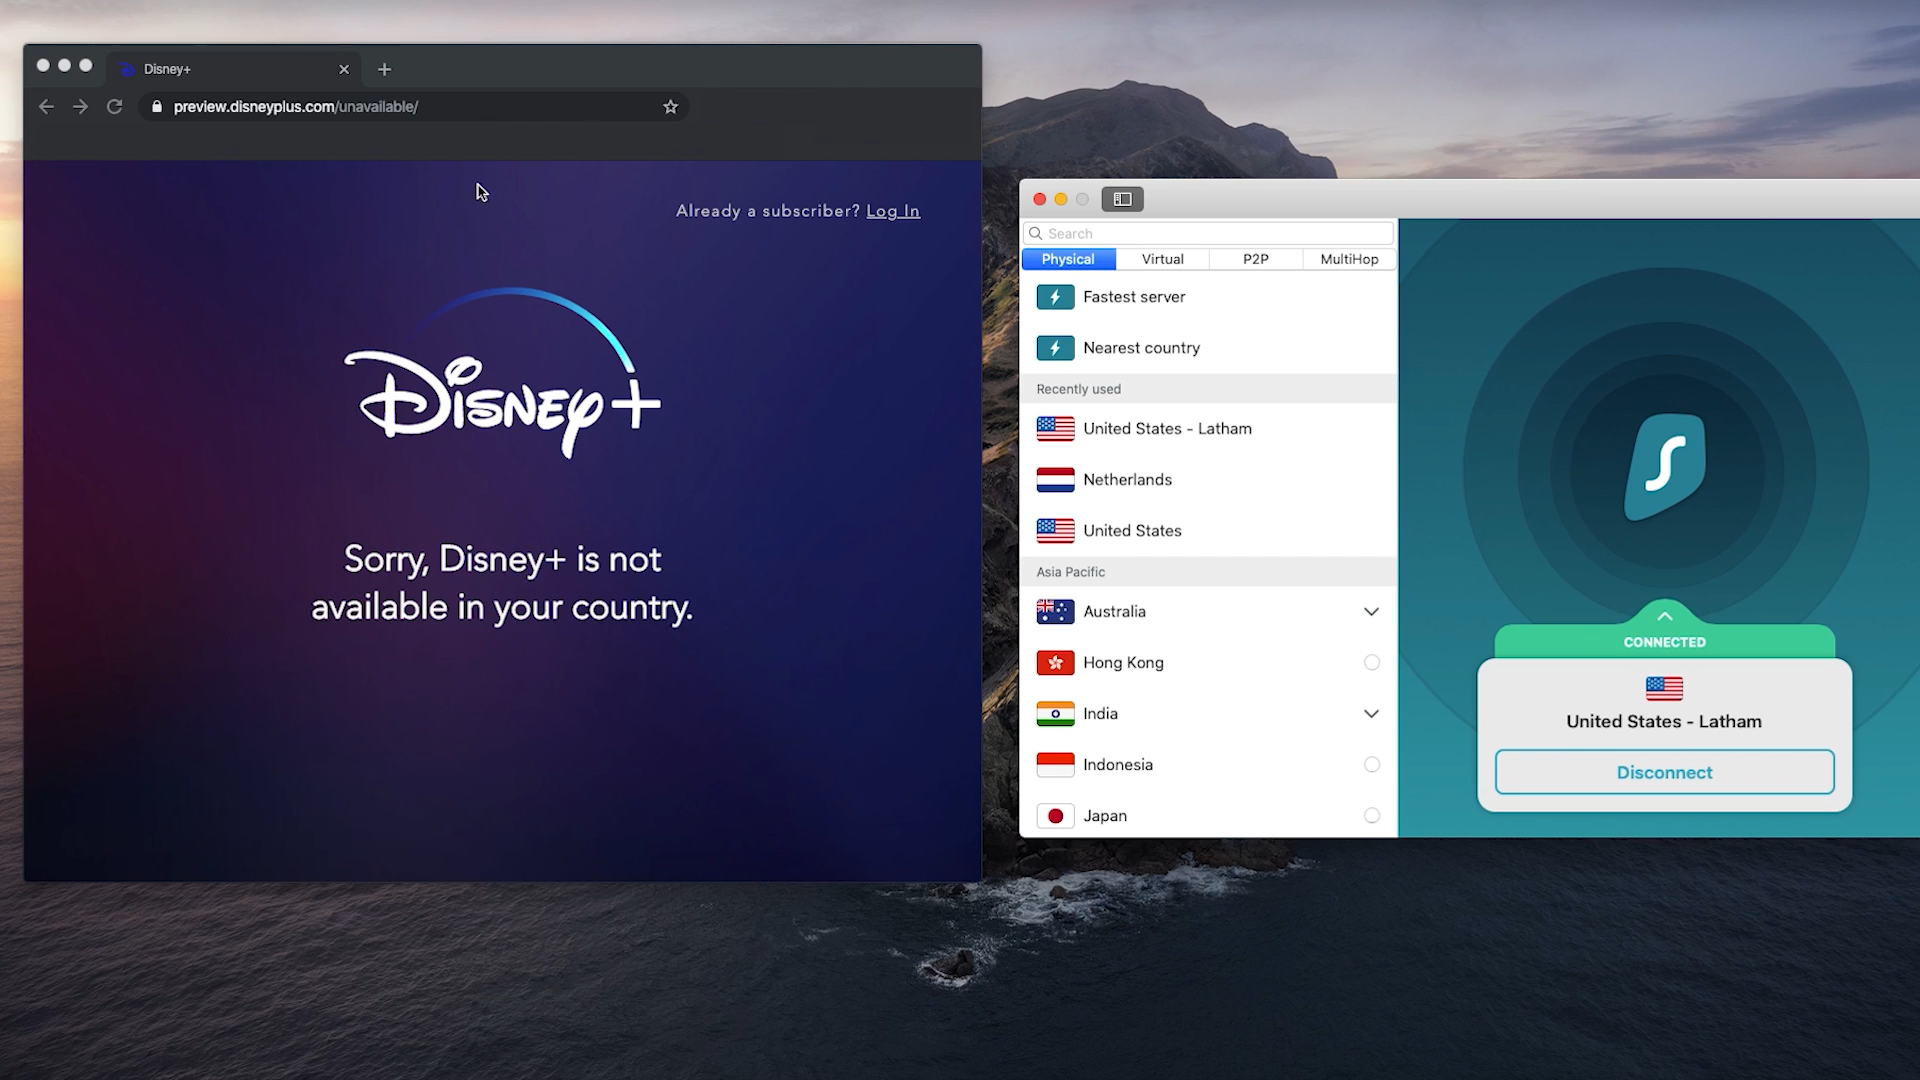 Disney+
preview.disneyplus.com/unavailable/
Already a subscriber? Log In
Disney+
Sorry, Disney+ is not
available in your country.
Search
Physical
Virtual
P2P
MultiHop
Fastest server
Nearest country
Recently used
United States - Latham
Netherlands
United States
Asia Pacific
Australia
Hong Kong
India
Indonesia
Japan
CONNECTED
United States - Latham
Disconnect